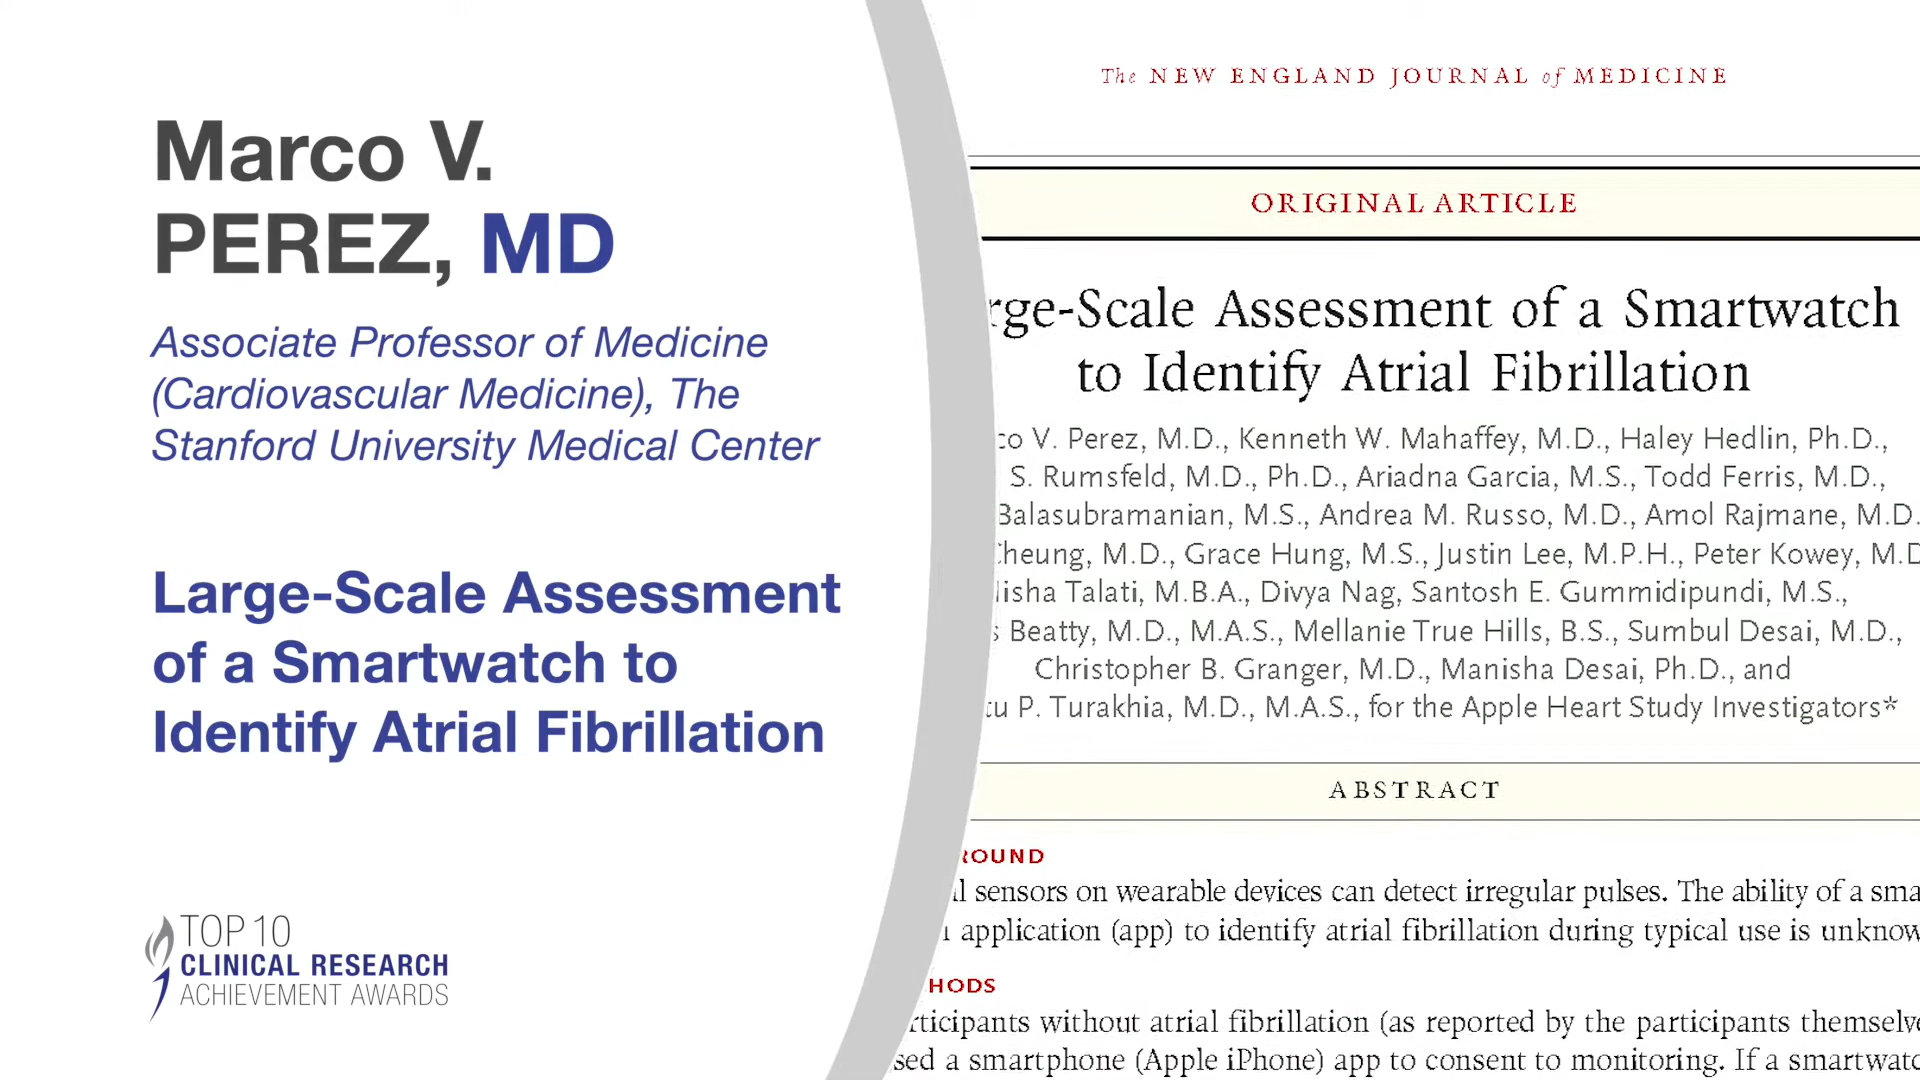 Marco V.
PEREZ, MD
Associate Professor of Medicine
(Cardiovascular Medicine), The
Stanford University Medical Center
Large-Scale Assessment
of a Smartwatch to
Identify Atrial Fibrillation
TOP 10
CLINICAL RESEARCH
ACHIEVEMENT AWARDS
The NEW ENGLAND JOURNAL of MEDICINE
ORIGINAL ARTICLE
rge-Scale Assessment of a Smartwatch
to Identify Atrial Fibrillation
co V. Perez, M.D., Kenneth W. Mahaffey, M.D., Haley Hedlin, Ph.D.,
S. Rumsfeld, M.D., Ph.D., Ariadna Garcia, M.S., Todd Ferris, M.D.,
Balasubramanian, M.S., Andrea M. Russo, M.D., Amol Rajmane, M.D.
Cheung, M.D., Grace Hung, M.S., Justin Lee, M.P.H., Peter Kowey, M.D
lisha Talati, M.B.A., Divya Nag, Santosh E. Gummidipundi, M.S.,
s Beatty, M.D., M.A.S., Mellanie True Hills, B.S., Sumbul Desai, M.D.,
Christopher B. Granger, M.D., Manisha Desai, Ph.D., and
tu P. Turakhia, M.D., M.A.S., for the Apple Heart Study Investigators*
ABSTRACT
ROUND
l sensors on wearable devices can detect irregular pulses. The ability of a sma
application (app) to identify atrial fibrillation during typical use is unknow
HODS
rticipants without atrial fibrillation (as reported by the participants themselve
sed a smartphone (Apple iPhone) app to consent to monitoring. If a smartwatc